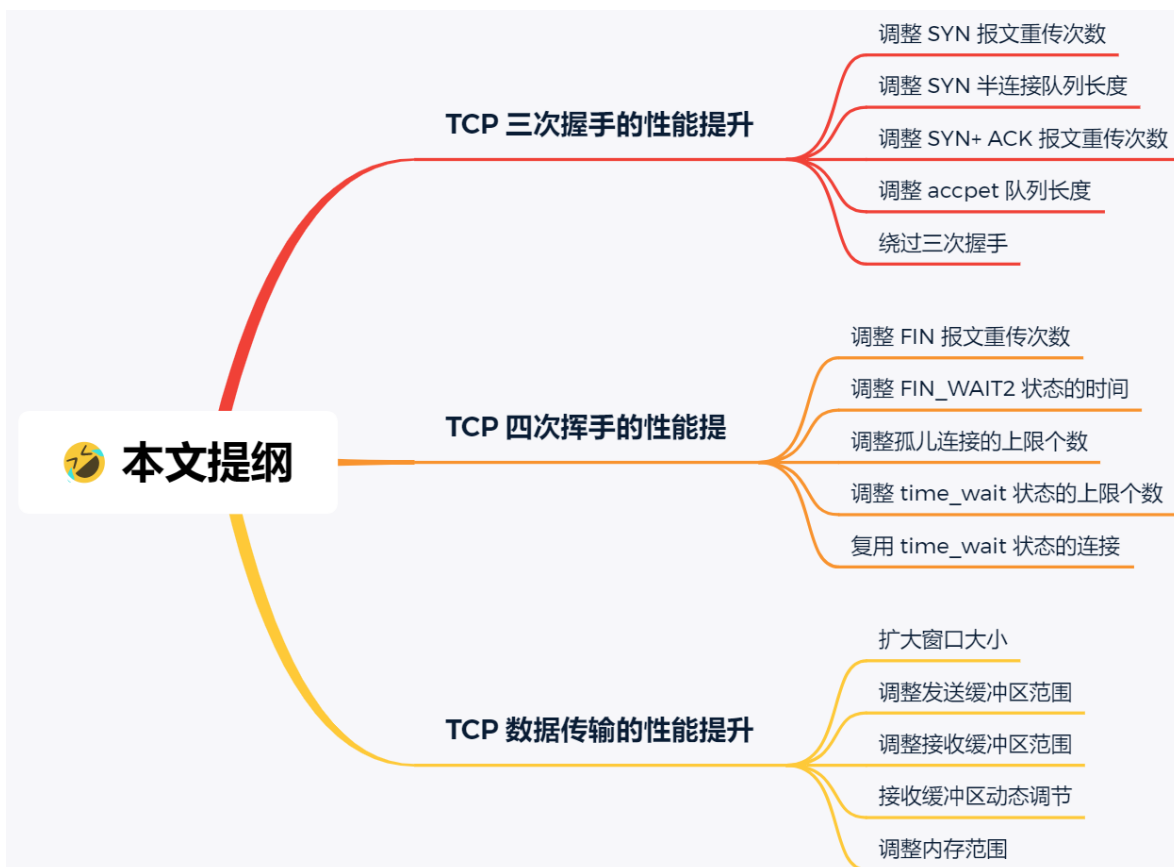 本文提纲
TCP 三次握手的性能提升
调整 SYN 报文重传次数
调整 SYN 半连接队列长度
调整 SYN+ ACK 报文重传次数
调整 accpet 队列长度
绕过三次握手
TCP 四次挥手的性能提
调整 FIN 报文重传次数
调整 FIN_WAIT2 状态的时间
调整孤儿连接的上限个数
调整 time_wait 状态的上限个数
复用 time_wait 状态的连接
TCP 数据传输的性能提升
扩大窗口大小
调整发送缓冲区范围
调整接收缓冲区范围
接收缓冲区动态调节
调整内存范围